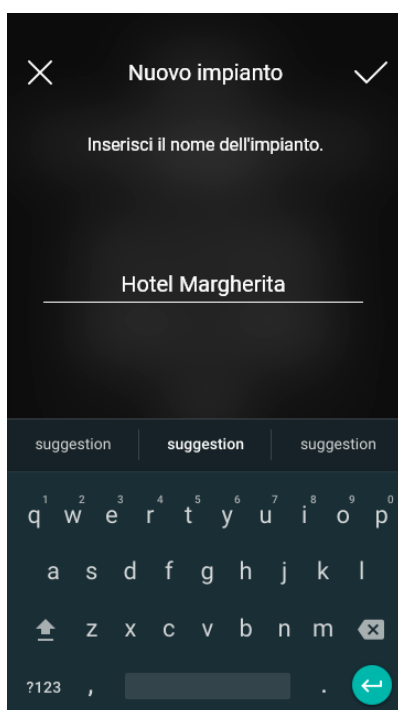 Nuovo impianto
Inserisci il nome dell'impianto.
Hotel Margherita
suggestion suggestion suggestion
1 2 3 4 5 6 7 8 9 0
q w e r t y u i o p
a s d f g h j k l
z x c v b n m
?123 , .